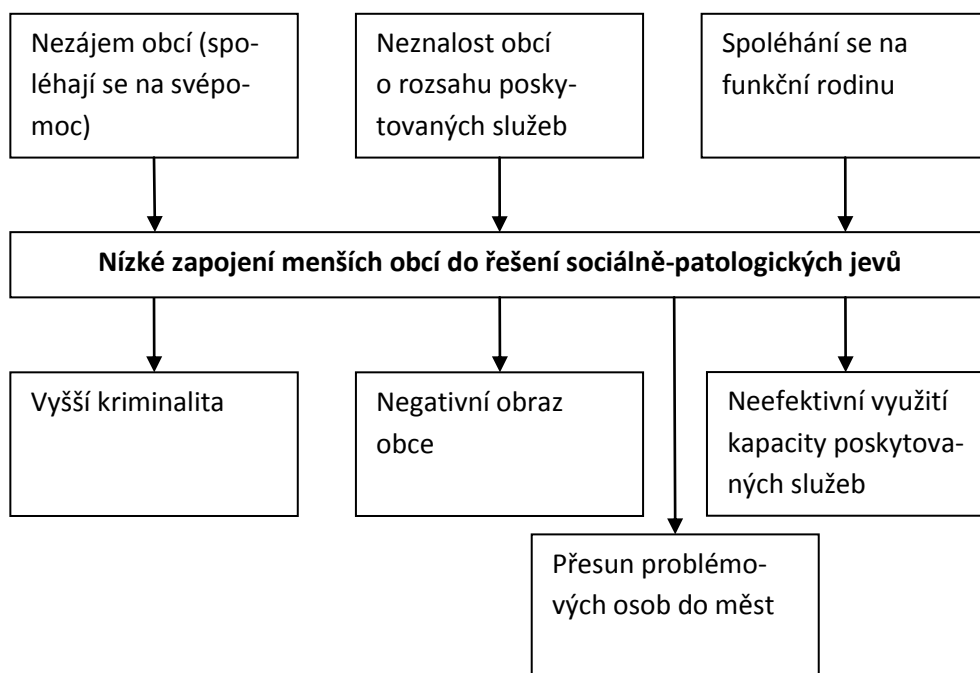 Nezájem obcí (spo-
léhají se na svépo-
moc)
Neznalost obcí
o rozsahu posky-
tovaných služeb
Spoléhání se na
funkční rodinu
Nízké zapojení menších obcí do řešení sociálně-patologických jevů
Vyšší kriminalita
Negativní obraz
obce
Neefektivní využití
kapacity poskytova-
ných služeb
Přesun problémo-
vých osob do měst